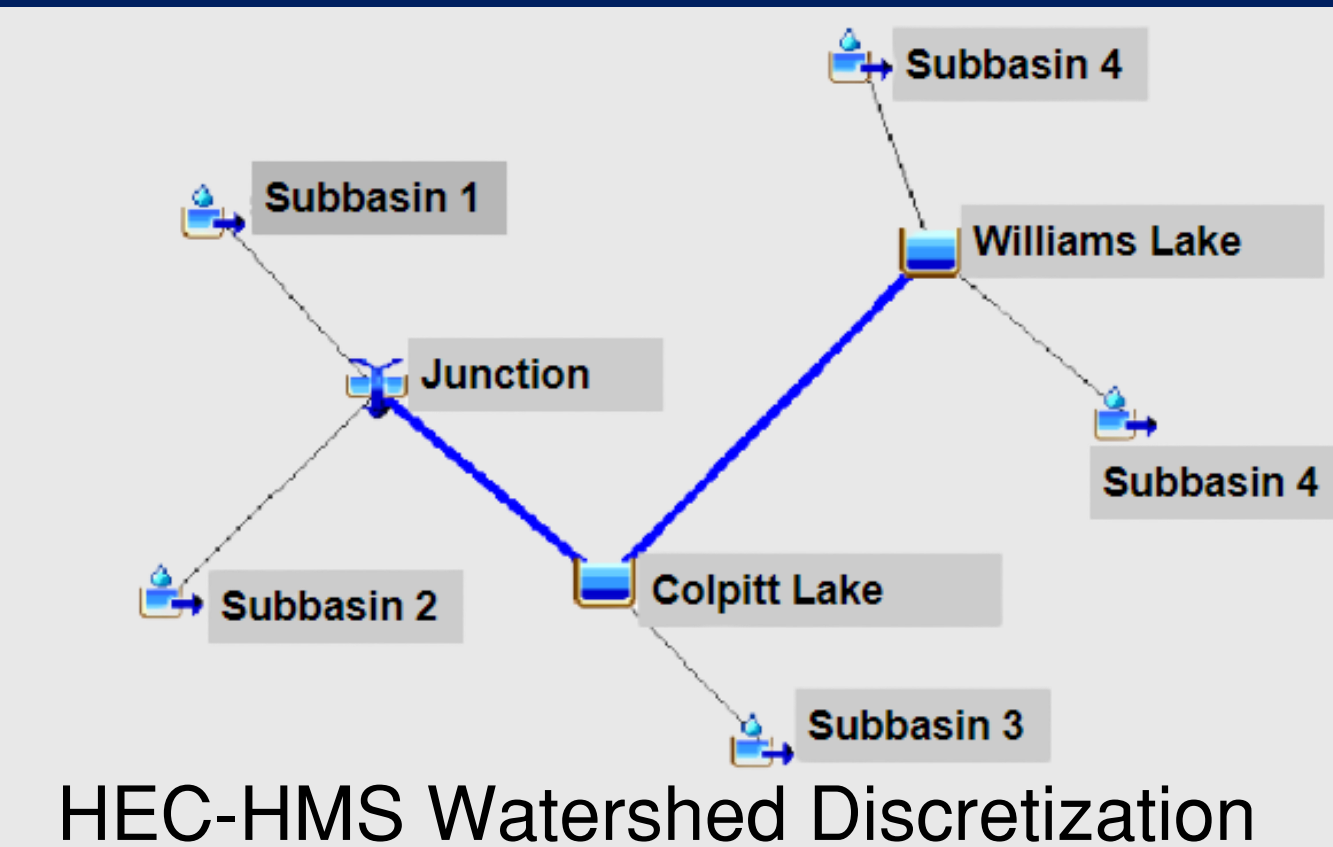 Subbasin 4
Subbasin 1
Williams Lake
Junction
Subbasin 4
Colpitt Lake
Subbasin 2
Subbasin 3
HEC-HMS Watershed Discretization